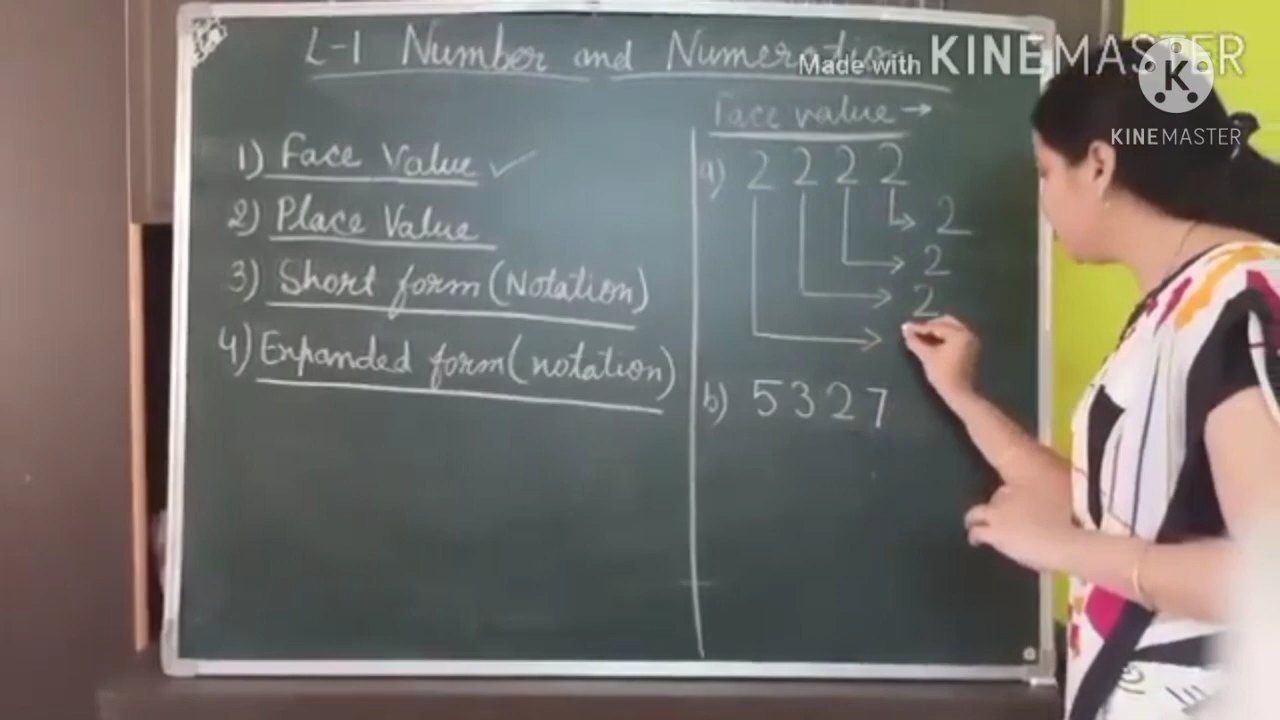 L-1 Number and Numeration
Made with KINEMASTER
K
KINEMASTER
1) Face Value ✓
2) Place Value
3) Short form (Notation)
4) Expanded form (notation)
Face value →
a) 2 2 2 2
→ 2
→ 2
→ 2
→
b) 5 3 2 7